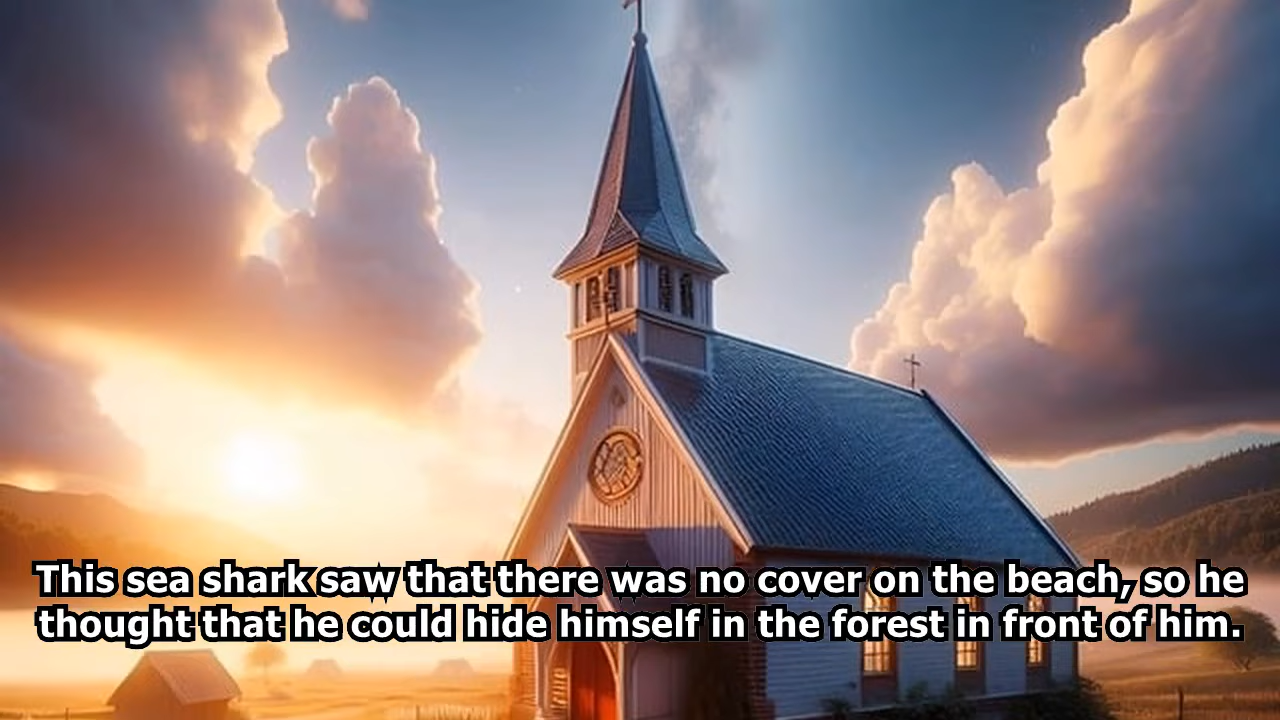 This sea shark saw that there was no cover on the beach, so he
thought that he could hide himself in the forest in front of him.